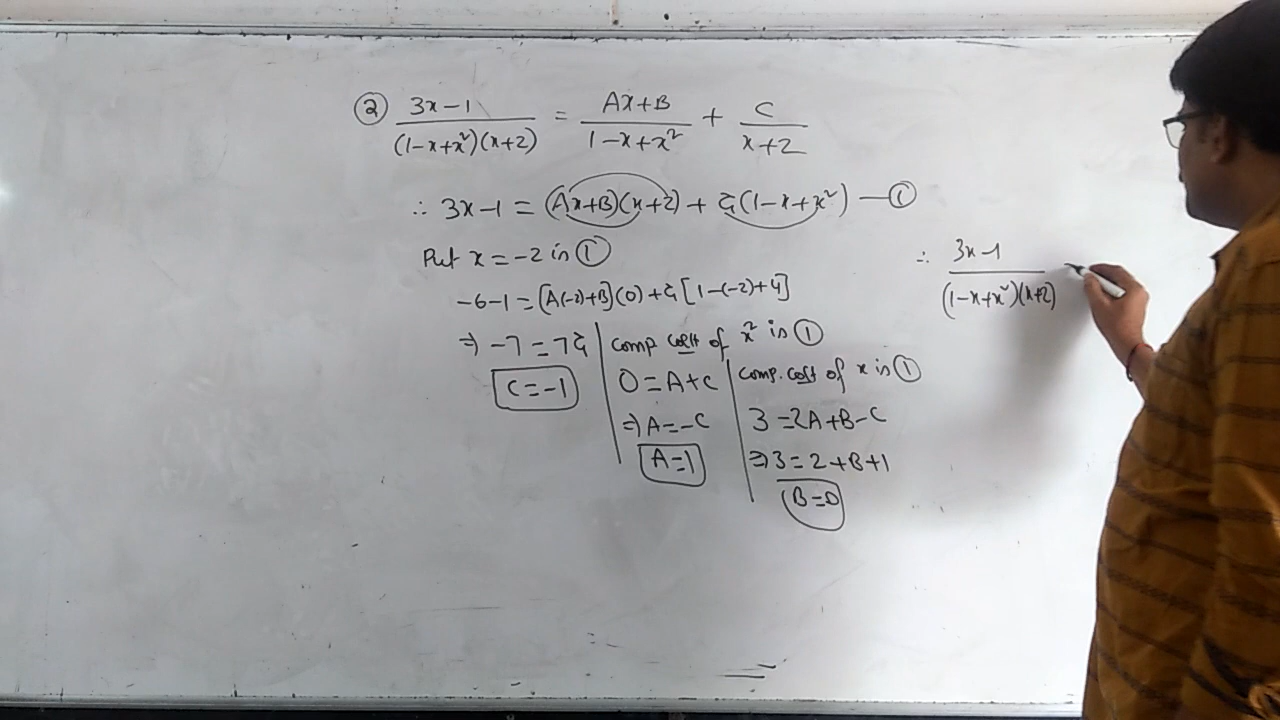 ② (3x-1)/((1-x+x²)(x+2)) = (Ax+B)/(1-x+x²) + C/(x+2)
∴ 3x-1 = (Ax+B)(x+2) + C(1-x+x²) — ①
Put x = -2 in ①
-6-1 = [A(-2)+B](0) + C[1-(-2)+4]
⇒ -7 = 7C
C = -1
comp coeff of x² in ①
0 = A+C
⇒ A = -C
A = 1
comp. coeff of x in ①
3 = 2A+B-C
⇒ 3 = 2+B+1
B = 0
∴ (3x-1)/((1-x+x²)(x+2))